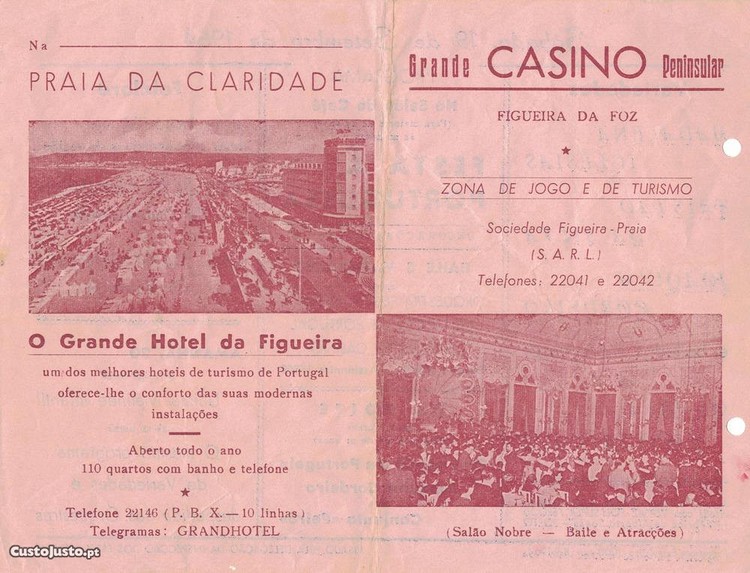 Na
PRAIA DA CLARIDADE
O Grande Hotel da Figueira
um dos melhores hoteis de turismo de Portugal
oferece-lhe o conforto das suas modernas
instalações
Aberto todo o ano
110 quartos com banho e telefone
★
Telefone 22146 (P. B. X. — 10 linhas)
Telegramas: GRANDHOTEL
Grande CASINO Peninsular
FIGUEIRA DA FOZ
★
ZONA DE JOGO E DE TURISMO
Sociedade Figueira - Praia
(S. A. R. L.)
Telefones: 22041 e 22042
(Salão Nobre — Baile e Atracções)
CustoJusto.pt